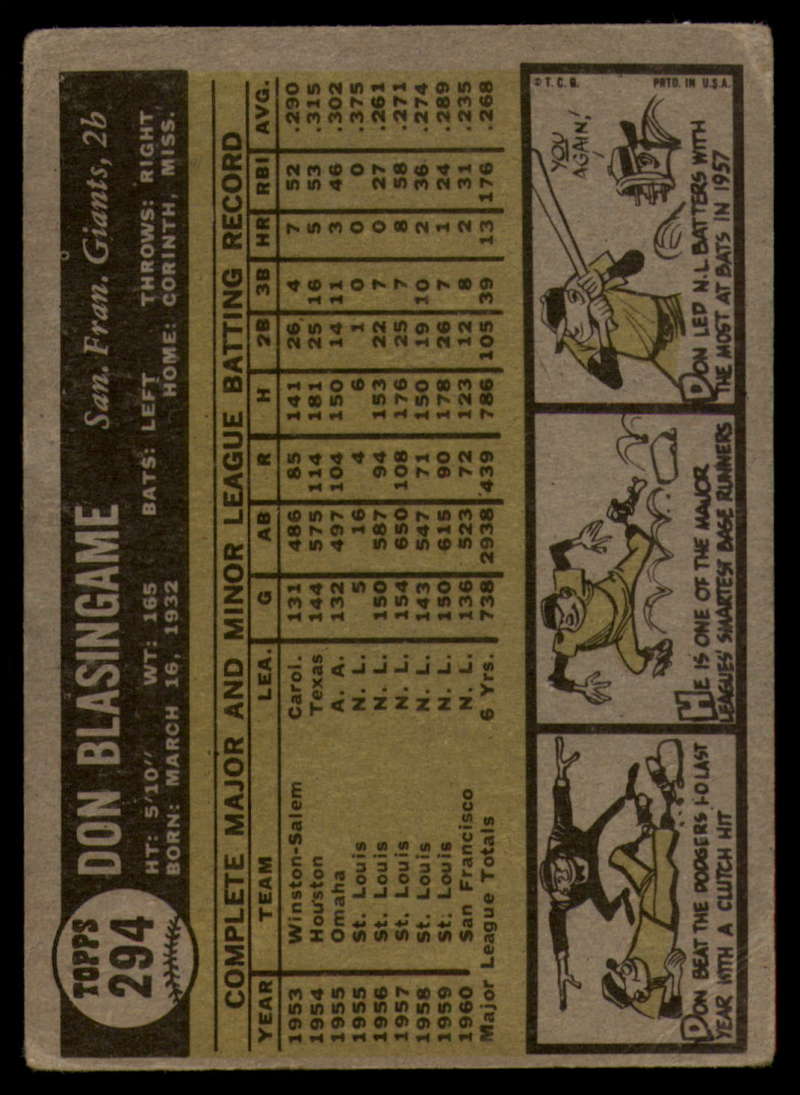 TOPPS
294
DON BLASINGAME San. Fran. Giants, 2b
HT: 5'10" WT: 165 BATS: LEFT THROWS: RIGHT
BORN: MARCH 16, 1932 HOME: CORINTH, MISS.
COMPLETE MAJOR AND MINOR LEAGUE BATTING RECORD
YEAR TEAM LEA. G AB R H 2B 3B HR RBI AVG.
1953 Winston-Salem Carol. 131 486 85 141 26 4 7 52 .290
1954 Houston Texas 144 575 114 181 25 16 5 53 .315
1955 Omaha A. A. 132 497 104 150 14 11 3 46 .302
1955 St. Louis N. L. 5 16 4 6 1 0 0 0 .375
1956 St. Louis N. L. 150 587 94 153 22 7 0 27 .261
1957 St. Louis N. L. 154 650 108 176 25 7 8 58 .271
1958 St. Louis N. L. 143 547 71 150 19 10 2 36 .274
1959 St. Louis N. L. 150 615 90 178 26 7 1 24 .289
1960 San Francisco N. L. 136 523 72 123 12 8 2 31 .235
Major League Totals 6 Yrs. 738 2938 439 786 105 39 13 176 .268
DON BEAT THE DODGERS 1-0 LAST
YEAR WITH A CLUTCH HIT
HE IS ONE OF THE MAJOR
LEAGUES' SMARTEST BASE RUNNERS
© T. C. G. PRTD. IN U.S.A.
YOU
AGAIN!
DON LED N.L. BATTERS WITH
THE MOST AT BATS IN 1957